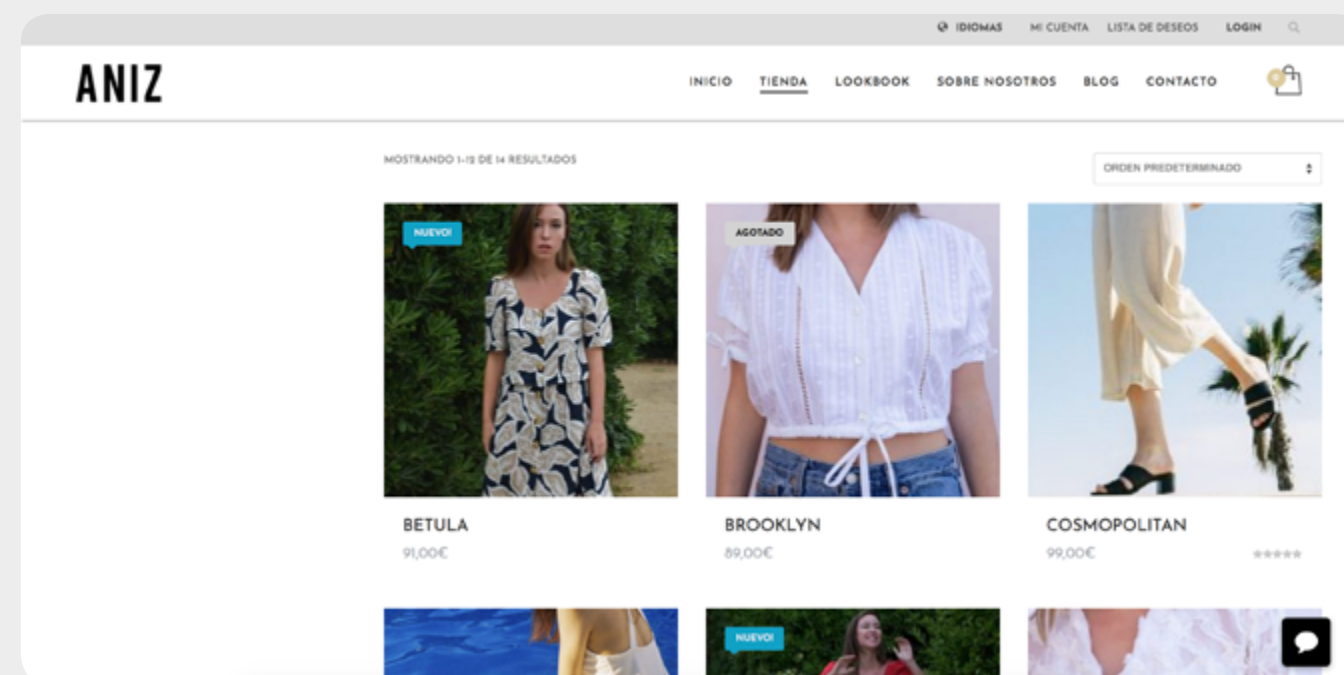 IDIOMAS MI CUENTA LISTA DE DESEOS LOGIN
ANIZ
INICIO TIENDA LOOKBOOK SOBRE NOSOTROS BLOG CONTACTO
0
MOSTRANDO 1–12 DE 14 RESULTADOS
ORDEN PREDETERMINADO
NUEVO!
AGOTADO
BETULA
91,00€
BROOKLYN
89,00€
COSMOPOLITAN
99,00€
NUEVO!